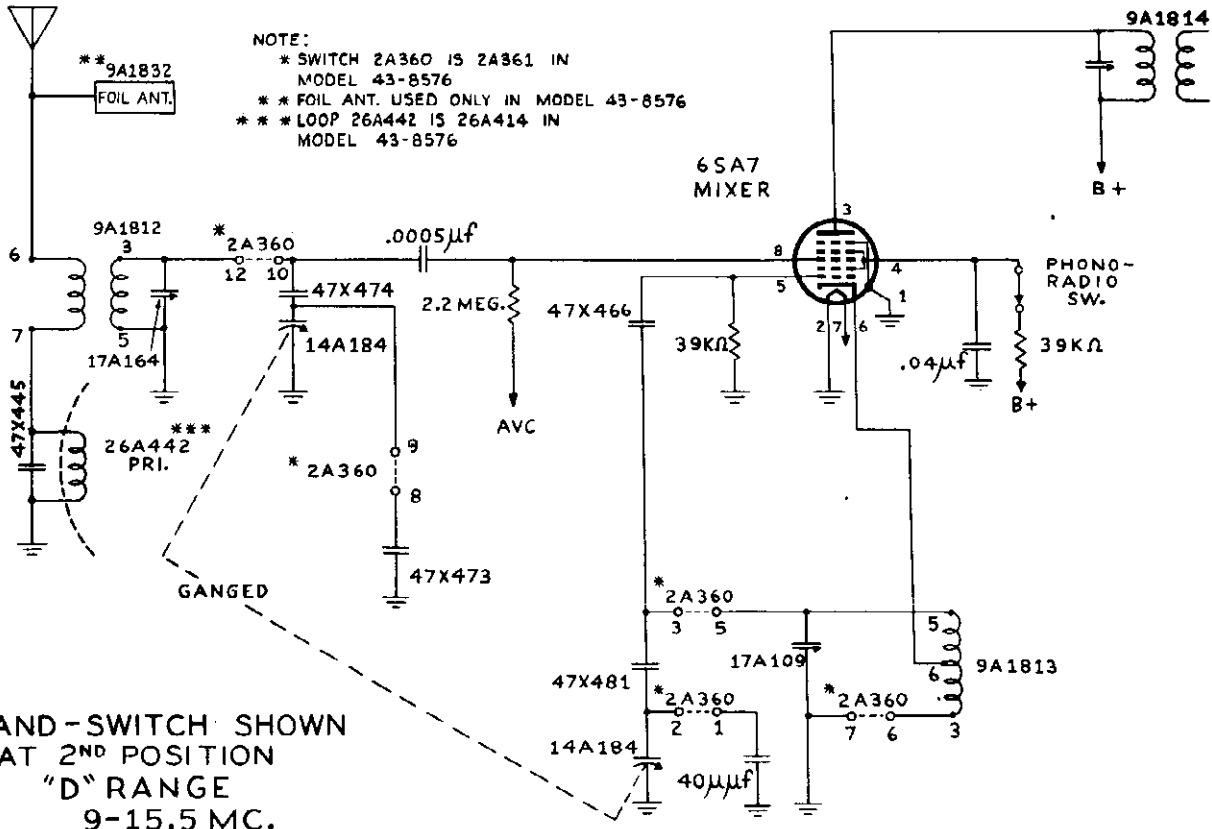 9A1814
**9A1832
FOIL ANT.
NOTE:
* SWITCH 2A360 IS 2A361 IN
MODEL 43-8576
** FOIL ANT. USED ONLY IN MODEL 43-8576
*** LOOP 26A442 IS 26A414 IN
MODEL 43-8576
6SA7
MIXER
B+
3
9A1812
6
3
*
2A360
12 10
.0005μf
8
4
5
1
2 7 6
PHONO-
RADIO
SW.
47X474
2.2 MEG.
47X466
7
5
17A164
14A184
39KΩ
.04μf
39KΩ
B+
AVC
47X445
26A442***
PRI.
* 2A360
9
8
47X473
GANGED
*2A360
3 5
5
17A109
6
9A1813
47X481
*2A360
2 1
*2A360
7 6
3
14A184
40μμf
AND-SWITCH SHOWN
AT 2ND POSITION
"D" RANGE
9-15.5 MC.